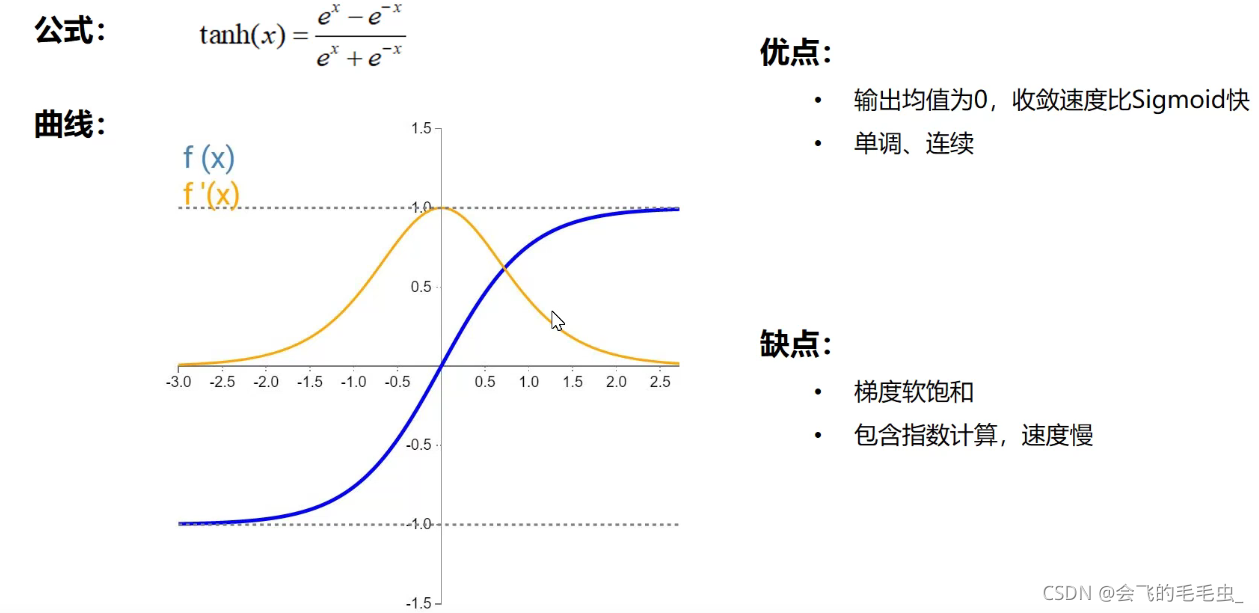 公式：
tanh(x) = (e^x − e^{−x}) / (e^x + e^{−x})
曲线：
f (x)
f '(x)
1.5
1.0
0.5
-3.0 -2.5 -2.0 -1.5 -1.0 -0.5 0.5 1.0 1.5 2.0 2.5
-0.5
-1.0
-1.5
优点：
• 输出均值为0，收敛速度比Sigmoid快
• 单调、连续
缺点：
• 梯度软饱和
• 包含指数计算，速度慢
CSDN @会飞的毛毛虫_